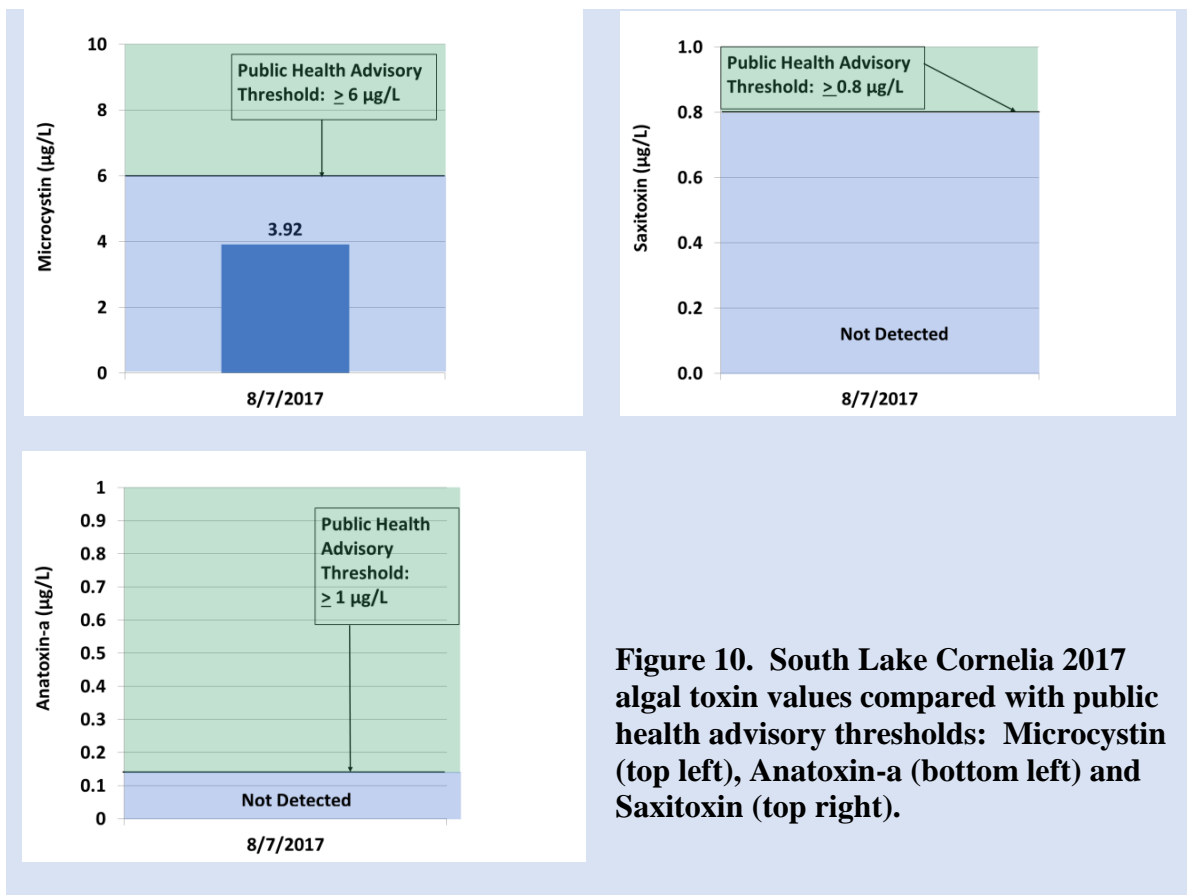 10
8
6
4
2
0
Microcystin (µg/L)
Public Health Advisory
Threshold: ≥ 6 µg/L
3.92
8/7/2017
1.0
0.8
0.6
0.4
0.2
0.0
Saxitoxin (µg/L)
Public Health Advisory
Threshold: ≥ 0.8 µg/L
Not Detected
8/7/2017
1
0.9
0.8
0.7
0.6
0.5
0.4
0.3
0.2
0.1
0
Anatoxin-a (µg/L)
Public Health
Advisory
Threshold:
≥ 1 µg/L
Not Detected
8/7/2017
Figure 10. South Lake Cornelia 2017
algal toxin values compared with public
health advisory thresholds: Microcystin
(top left), Anatoxin-a (bottom left) and
Saxitoxin (top right).